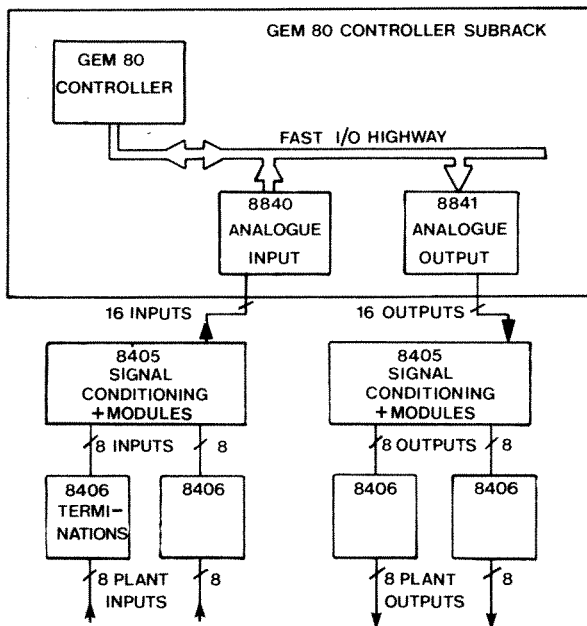 GEM 80 CONTROLLER SUBRACK
GEM 80
CONTROLLER
FAST I/O HIGHWAY
8840
ANALOGUE
INPUT
8841
ANALOGUE
OUTPUT
16 INPUTS
16 OUTPUTS
8405
SIGNAL
CONDITIONING
+MODULES
8405
SIGNAL
CONDITIONING
+MODULES
8 INPUTS
8
8 OUTPUTS
8
8406
TERMI-
NATIONS
8406
8406
8406
8 PLANT
INPUTS
8
8 PLANT
OUTPUTS
8